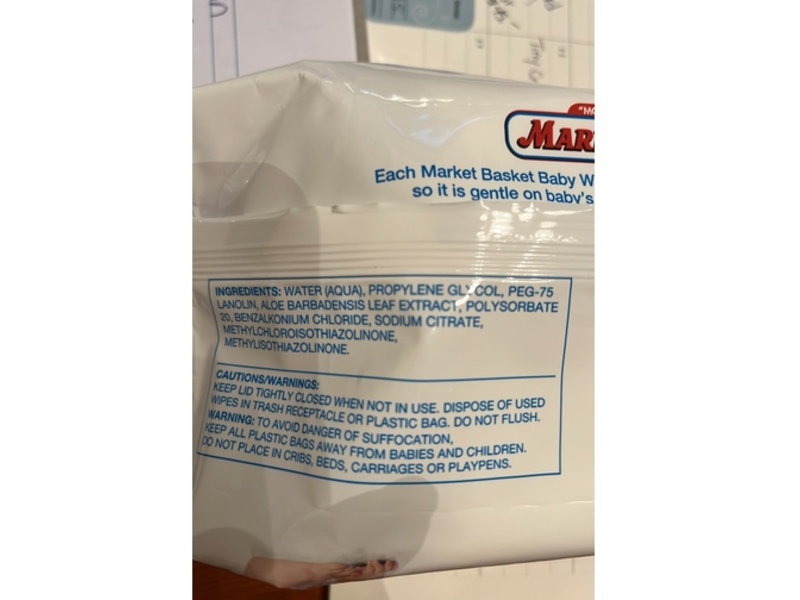 "MO
MAR
Each Market Basket Baby W
so it is gentle on baby's
INGREDIENTS: WATER (AQUA), PROPYLENE GLYCOL, PEG-75
LANOLIN, ALOE BARBADENSIS LEAF EXTRACT, POLYSORBATE
20, BENZALKONIUM CHLORIDE, SODIUM CITRATE,
METHYLCHLOROISOTHIAZOLINONE,
METHYLISOTHIAZOLINONE.
CAUTIONS/WARNINGS:
KEEP LID TIGHTLY CLOSED WHEN NOT IN USE. DISPOSE OF USED
WIPES IN TRASH RECEPTACLE OR PLASTIC BAG. DO NOT FLUSH.
WARNING: TO AVOID DANGER OF SUFFOCATION,
KEEP ALL PLASTIC BAGS AWAY FROM BABIES AND CHILDREN.
DO NOT PLACE IN CRIBS, BEDS, CARRIAGES OR PLAYPENS.